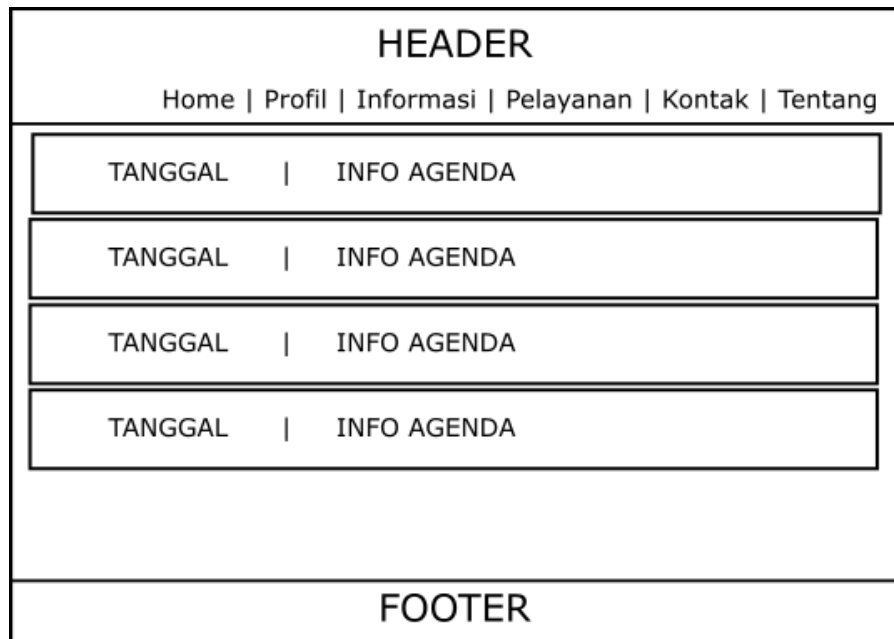 HEADER
Home | Profil | Informasi | Pelayanan | Kontak | Tentang
TANGGAL | INFO AGENDA
TANGGAL | INFO AGENDA
TANGGAL | INFO AGENDA
TANGGAL | INFO AGENDA
FOOTER